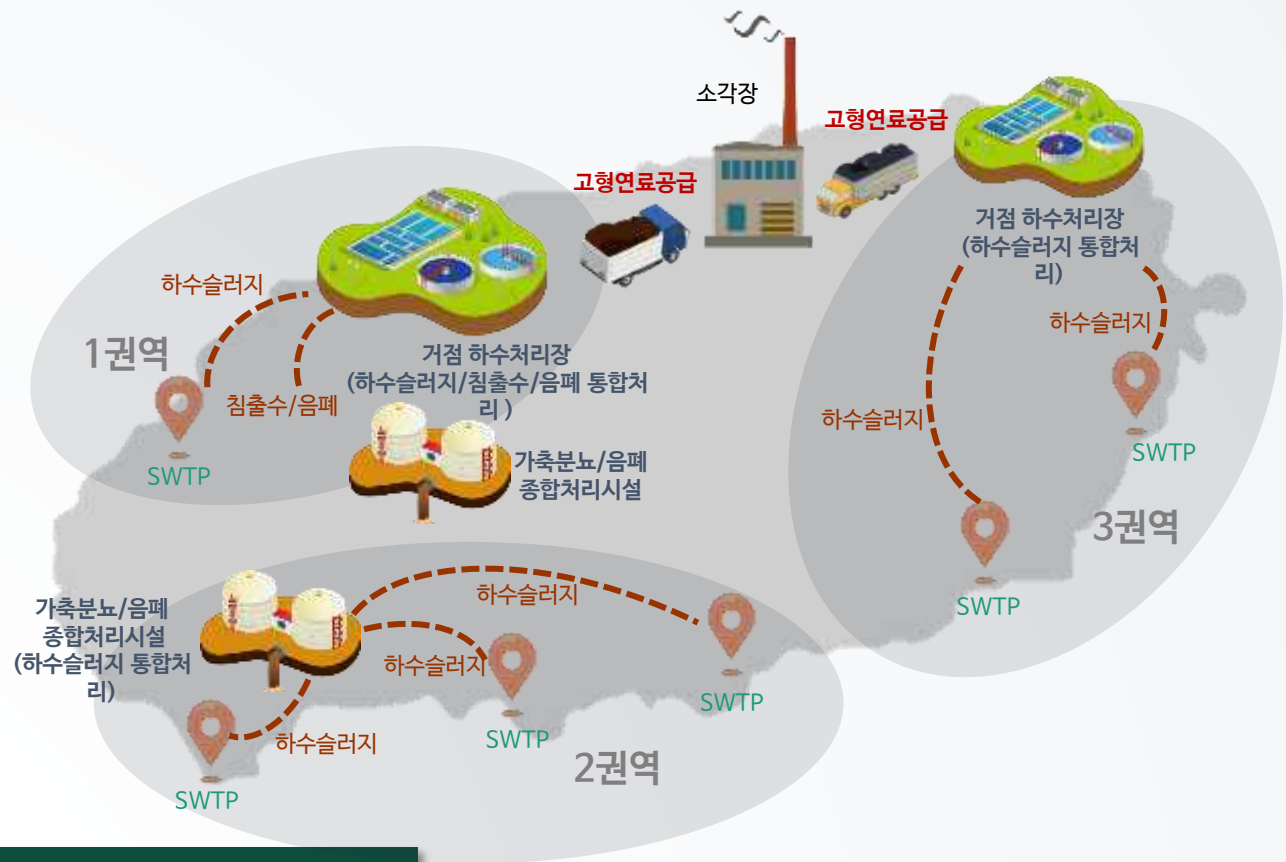 소각장
고형연료공급
고형연료공급
거점 하수처리장
(하수슬러지 통합처
리)
하수슬러지
하수슬러지
1권역
거점 하수처리장
(하수슬러지/침출수/음폐 통합처
리 )
하수슬러지
침출수/음폐
SWTP
가축분뇨/음폐
종합처리시설
SWTP
3권역
SWTP
가축분뇨/음폐
종합처리시설
(하수슬러지 통합처
리)
하수슬러지
하수슬러지
하수슬러지
SWTP
SWTP
SWTP
2권역